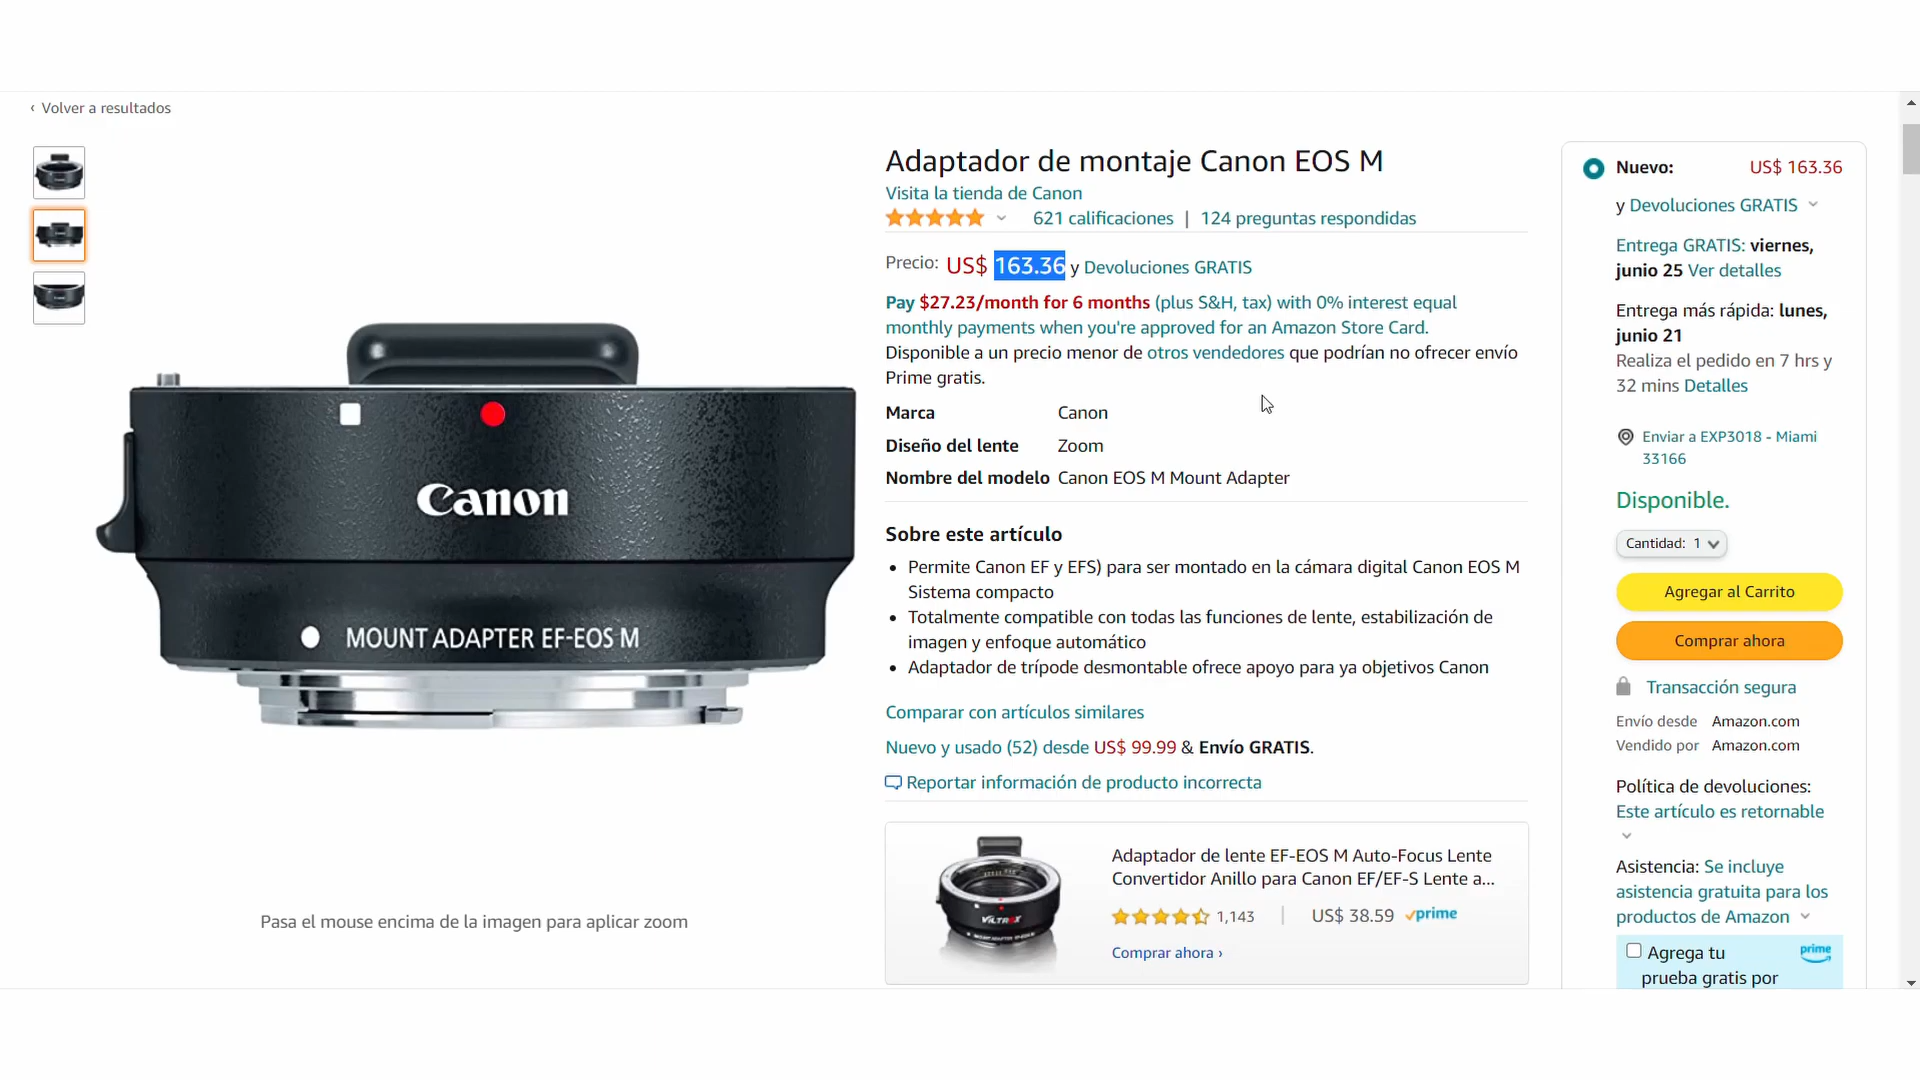 ‹ Volver a resultados
Canon
MOUNT ADAPTER EF-EOS M
Pasa el mouse encima de la imagen para aplicar zoom
Adaptador de montaje Canon EOS M
Visita la tienda de Canon
621 calificaciones | 124 preguntas respondidas
Precio: US$ 163.36 y Devoluciones GRATIS
Pay $27.23/month for 6 months (plus S&H, tax) with 0% interest equal
monthly payments when you're approved for an Amazon Store Card.
Disponible a un precio menor de otros vendedores que podrían no ofrecer envío
Prime gratis.
Marca Canon
Diseño del lente Zoom
Nombre del modelo Canon EOS M Mount Adapter
Sobre este artículo
• Permite Canon EF y EFS) para ser montado en la cámara digital Canon EOS M
Sistema compacto
• Totalmente compatible con todas las funciones de lente, estabilización de
imagen y enfoque automático
• Adaptador de trípode desmontable ofrece apoyo para ya objetivos Canon
Comparar con artículos similares
Nuevo y usado (52) desde US$ 99.99 & Envío GRATIS.
Reportar información de producto incorrecta
VILTROX
Adaptador de lente EF-EOS M Auto-Focus Lente
Convertidor Anillo para Canon EF/EF-S Lente a...
1,143 | US$ 38.59 prime
Comprar ahora ›
Nuevo: US$ 163.36
y Devoluciones GRATIS
Entrega GRATIS: viernes,
junio 25 Ver detalles
Entrega más rápida: lunes,
junio 21
Realiza el pedido en 7 hrs y
32 mins Detalles
Enviar a EXP3018 - Miami
33166
Disponible.
Cantidad: 1
Agregar al Carrito
Comprar ahora
Transacción segura
Envío desde Amazon.com
Vendido por Amazon.com
Política de devoluciones:
Este artículo es retornable
Asistencia: Se incluye
asistencia gratuita para los
productos de Amazon
Agrega tu prime
prueba gratis por